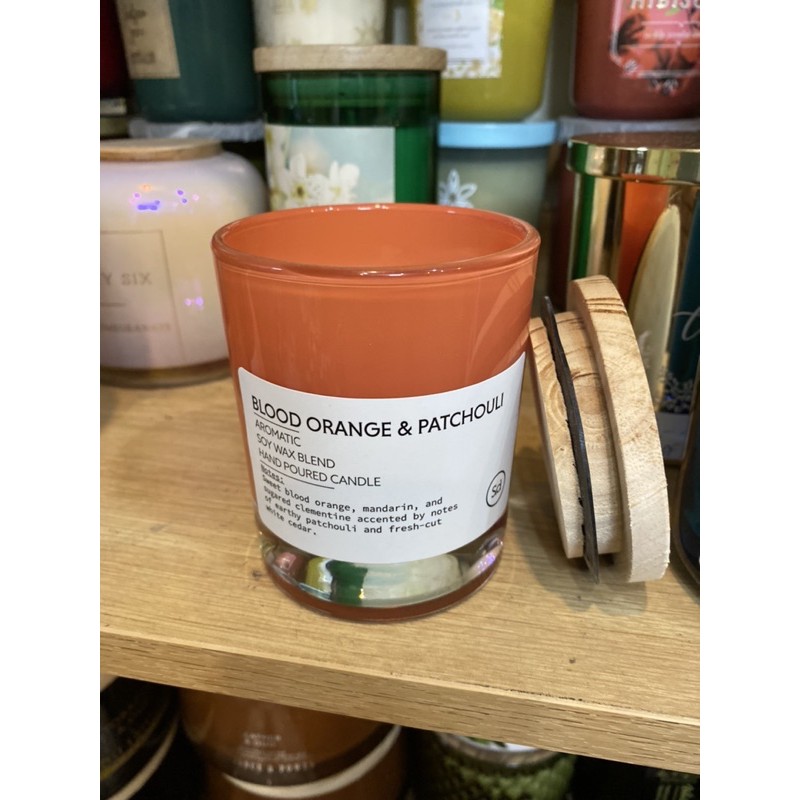 HIBISCUS
Y SIX
BLOOD ORANGE & PATCHOULI
AROMATIC
SOY WAX BLEND
HAND POURED CANDLE
Notes:
Sweet blood orange, mandarin, and
sugared clementine accented by notes
of earthy patchouli and fresh-cut
white cedar.